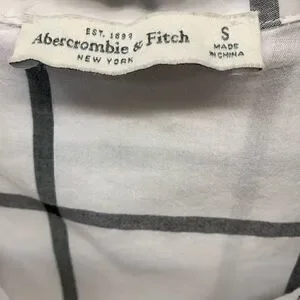 EST. 1892
Abercrombie & Fitch
NEW YORK
S
MADE
IN CHINA